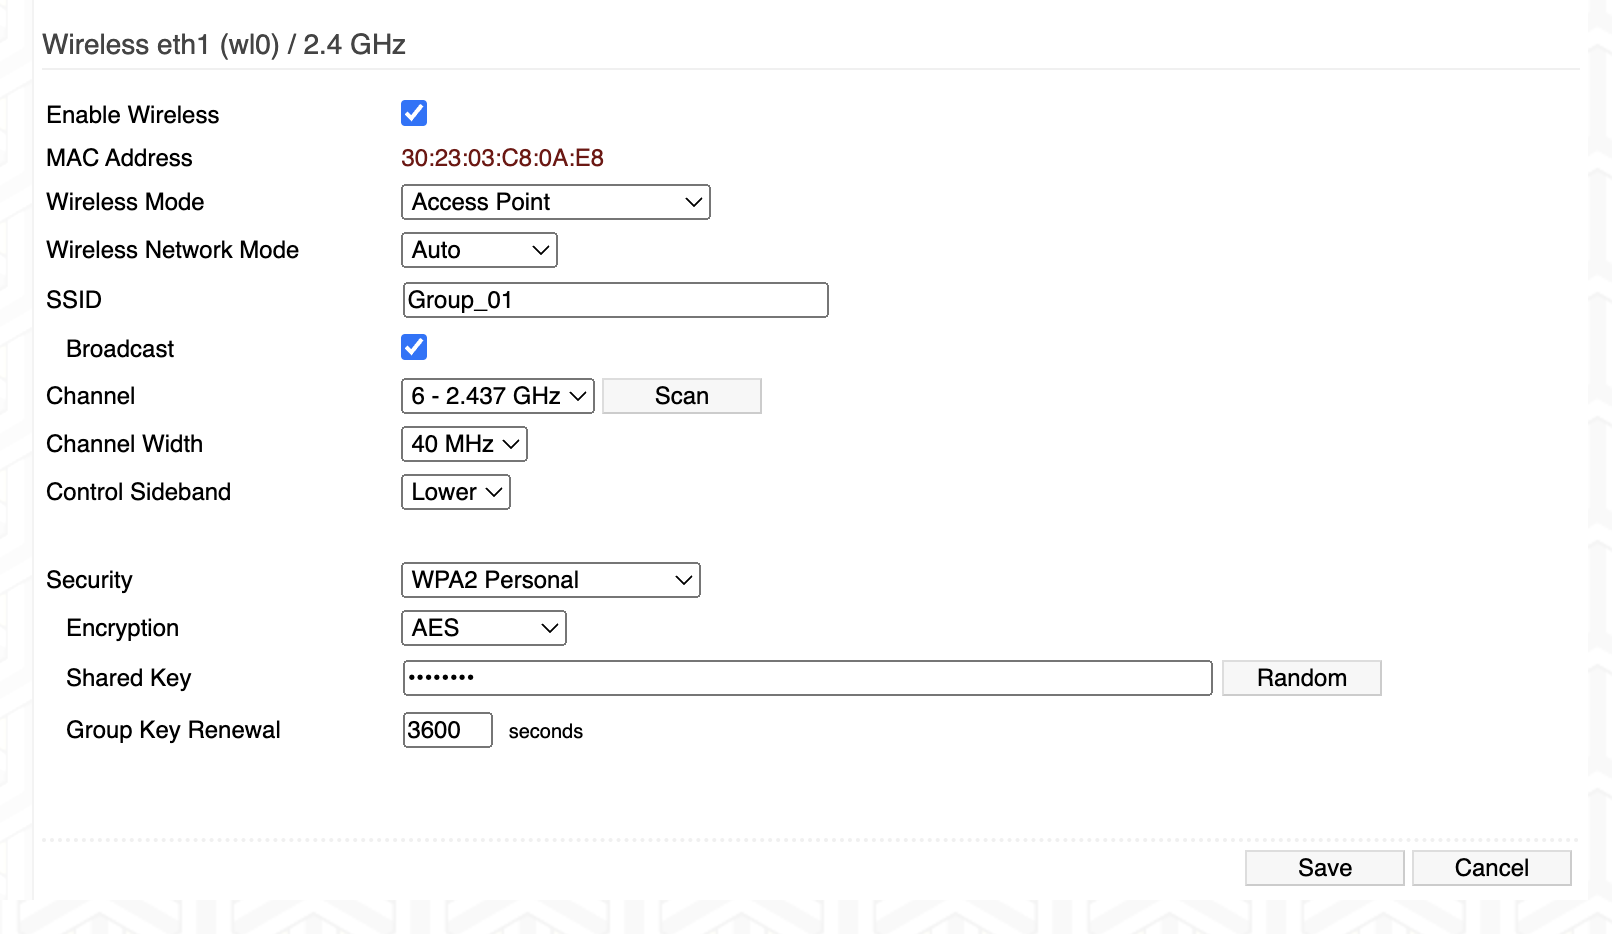 Wireless eth1 (wl0) / 2.4 GHz
Enable Wireless
MAC Address 30:23:03:C8:0A:E8
Wireless Mode Access Point
Wireless Network Mode Auto
SSID Group_01
Broadcast
Channel 6 - 2.437 GHz Scan
Channel Width 40 MHz
Control Sideband Lower
Security WPA2 Personal
Encryption AES
Shared Key •••••••• Random
Group Key Renewal 3600 seconds
Save Cancel